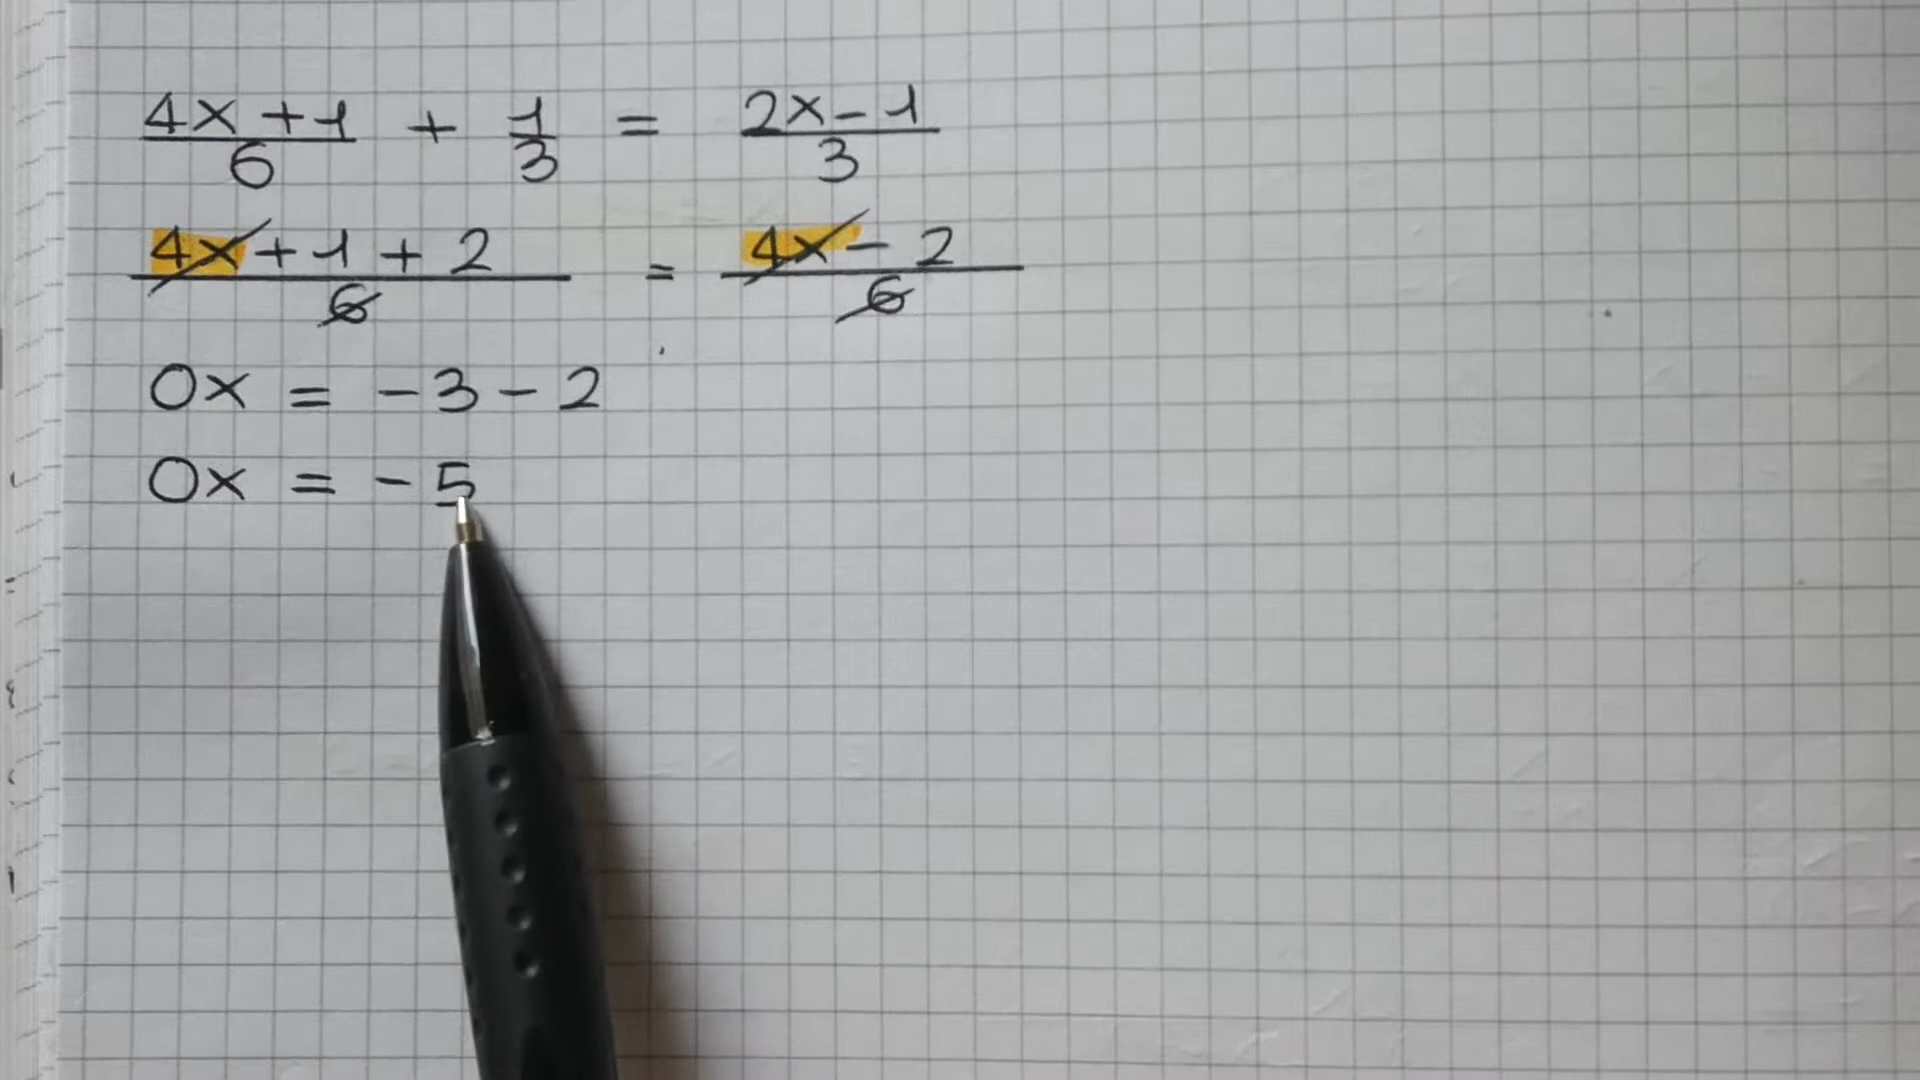 4x + 1 / 6 + 1 / 3 = 2x - 1 / 3
4x + 1 + 2 / 6 = 4x - 2 / 6
0x = - 3 - 2
0x = - 5